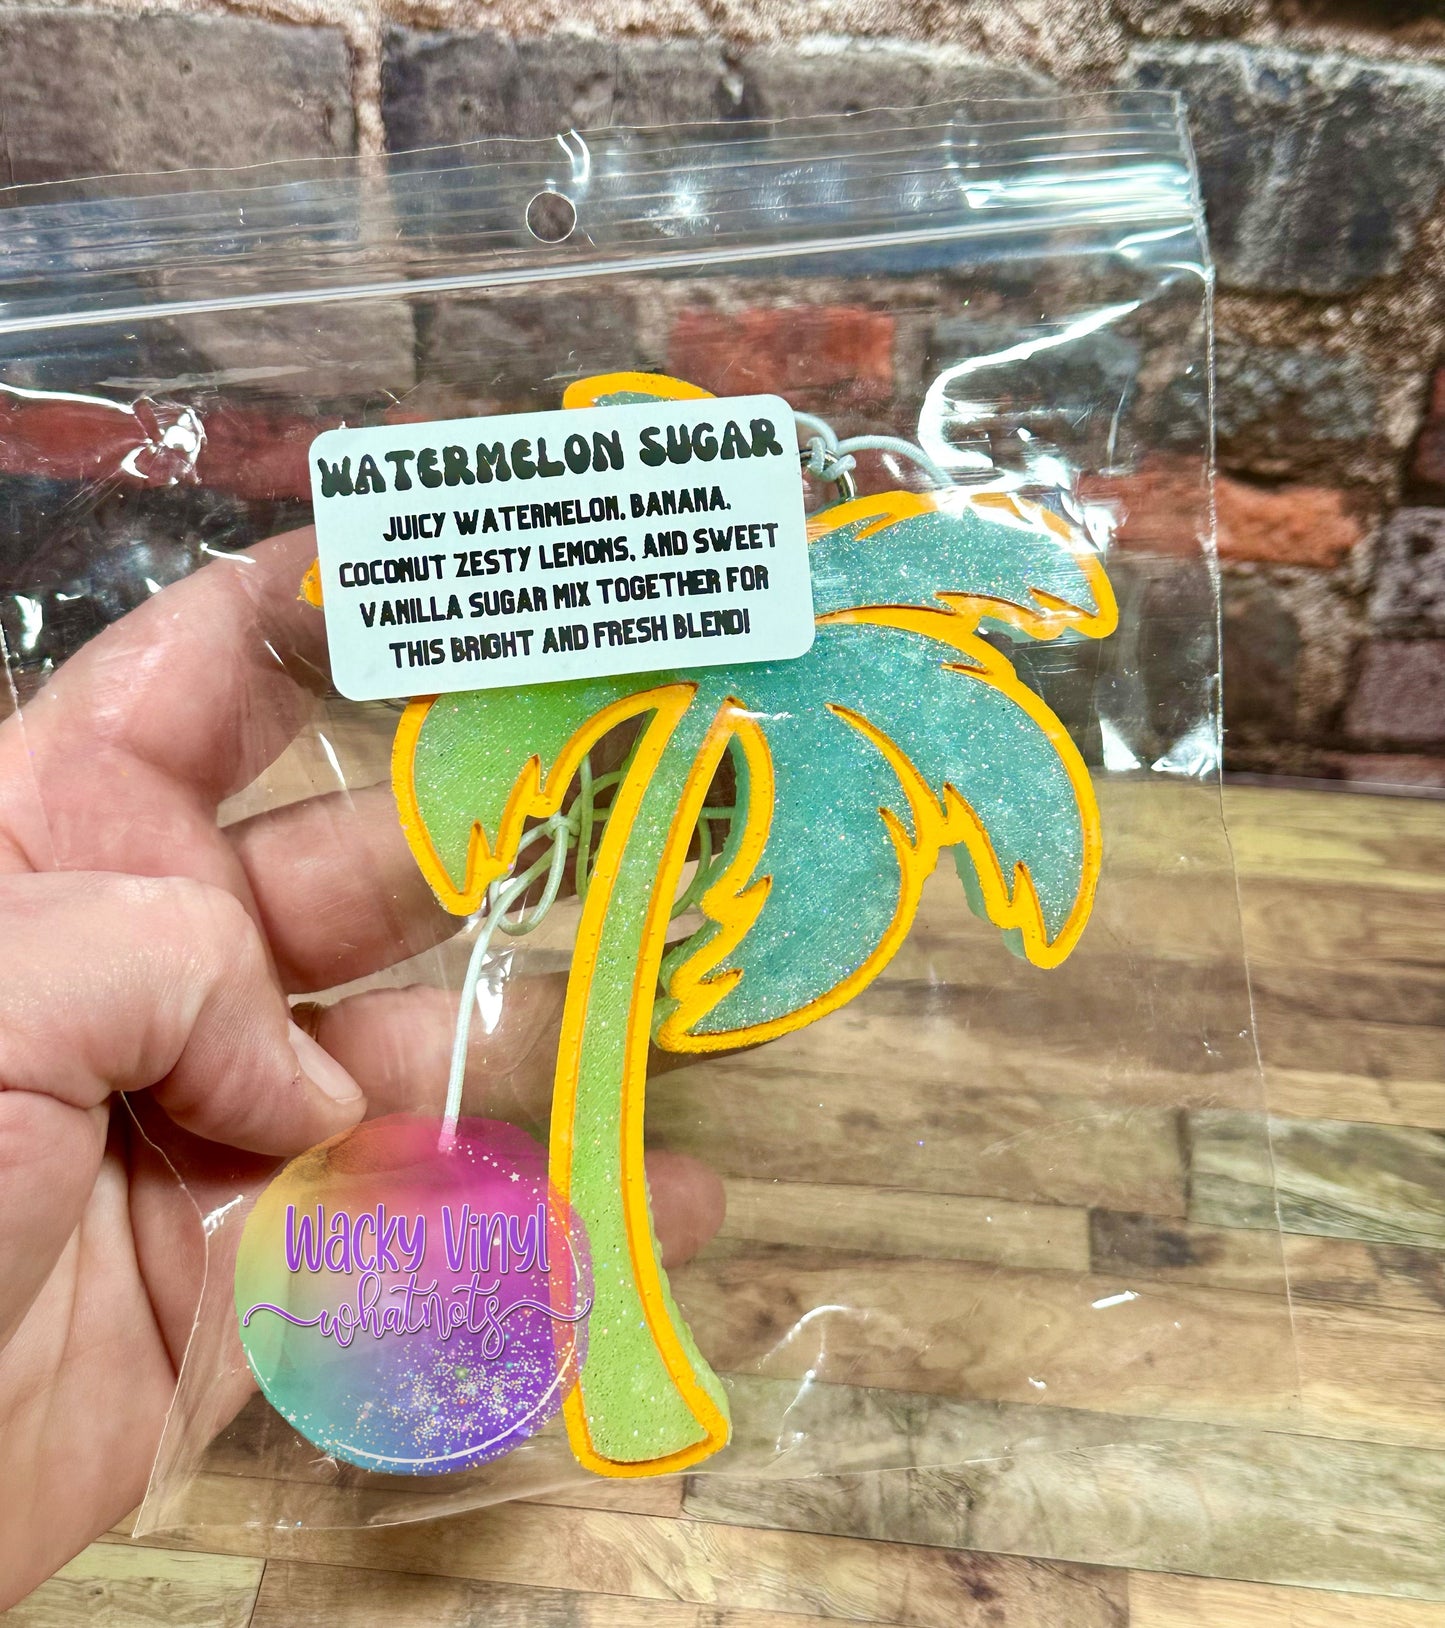 WATERMELON SUGAR
JUICY WATERMELON, BANANA,
COCONUT ZESTY LEMONS, AND SWEET
VANILLA SUGAR MIX TOGETHER FOR
THIS BRIGHT AND FRESH BLEND!
Wacky Vinyl
whatnots